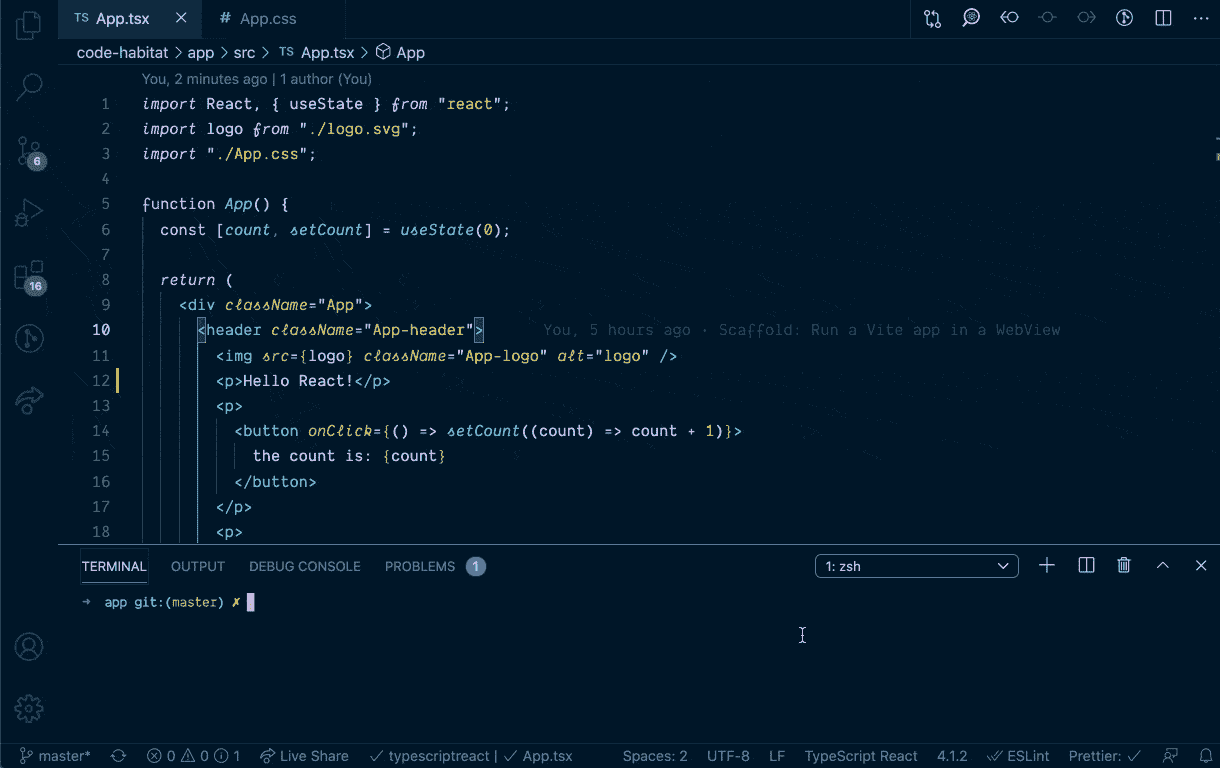 TS App.tsx # App.css
code-habitat > app > src > TS App.tsx > App
You, 2 minutes ago | 1 author (You)
1 import React, { useState } from "react";
2 import logo from "./logo.svg";
3 import "./App.css";
4
5 function App() {
6 const [count, setCount] = useState(0);
7
8 return (
9 <div className="App">
10 <header className="App-header"> You, 5 hours ago · Scaffold: Run a Vite app in a WebView
11 <img src={logo} className="App-logo" alt="logo" />
12 <p>Hello React!</p>
13 <p>
14 <button onClick={() => setCount((count) => count + 1)}>
15 the count is: {count}
16 </button>
17 </p>
18 <p>
6
16
TERMINAL OUTPUT DEBUG CONSOLE PROBLEMS 1 1: zsh
→ app git:(master) ✗
master* 0 0 1 Live Share ✓ typescriptreact | ✓ App.tsx Spaces: 2 UTF-8 LF TypeScript React 4.1.2 ESLint Prettier: ✓